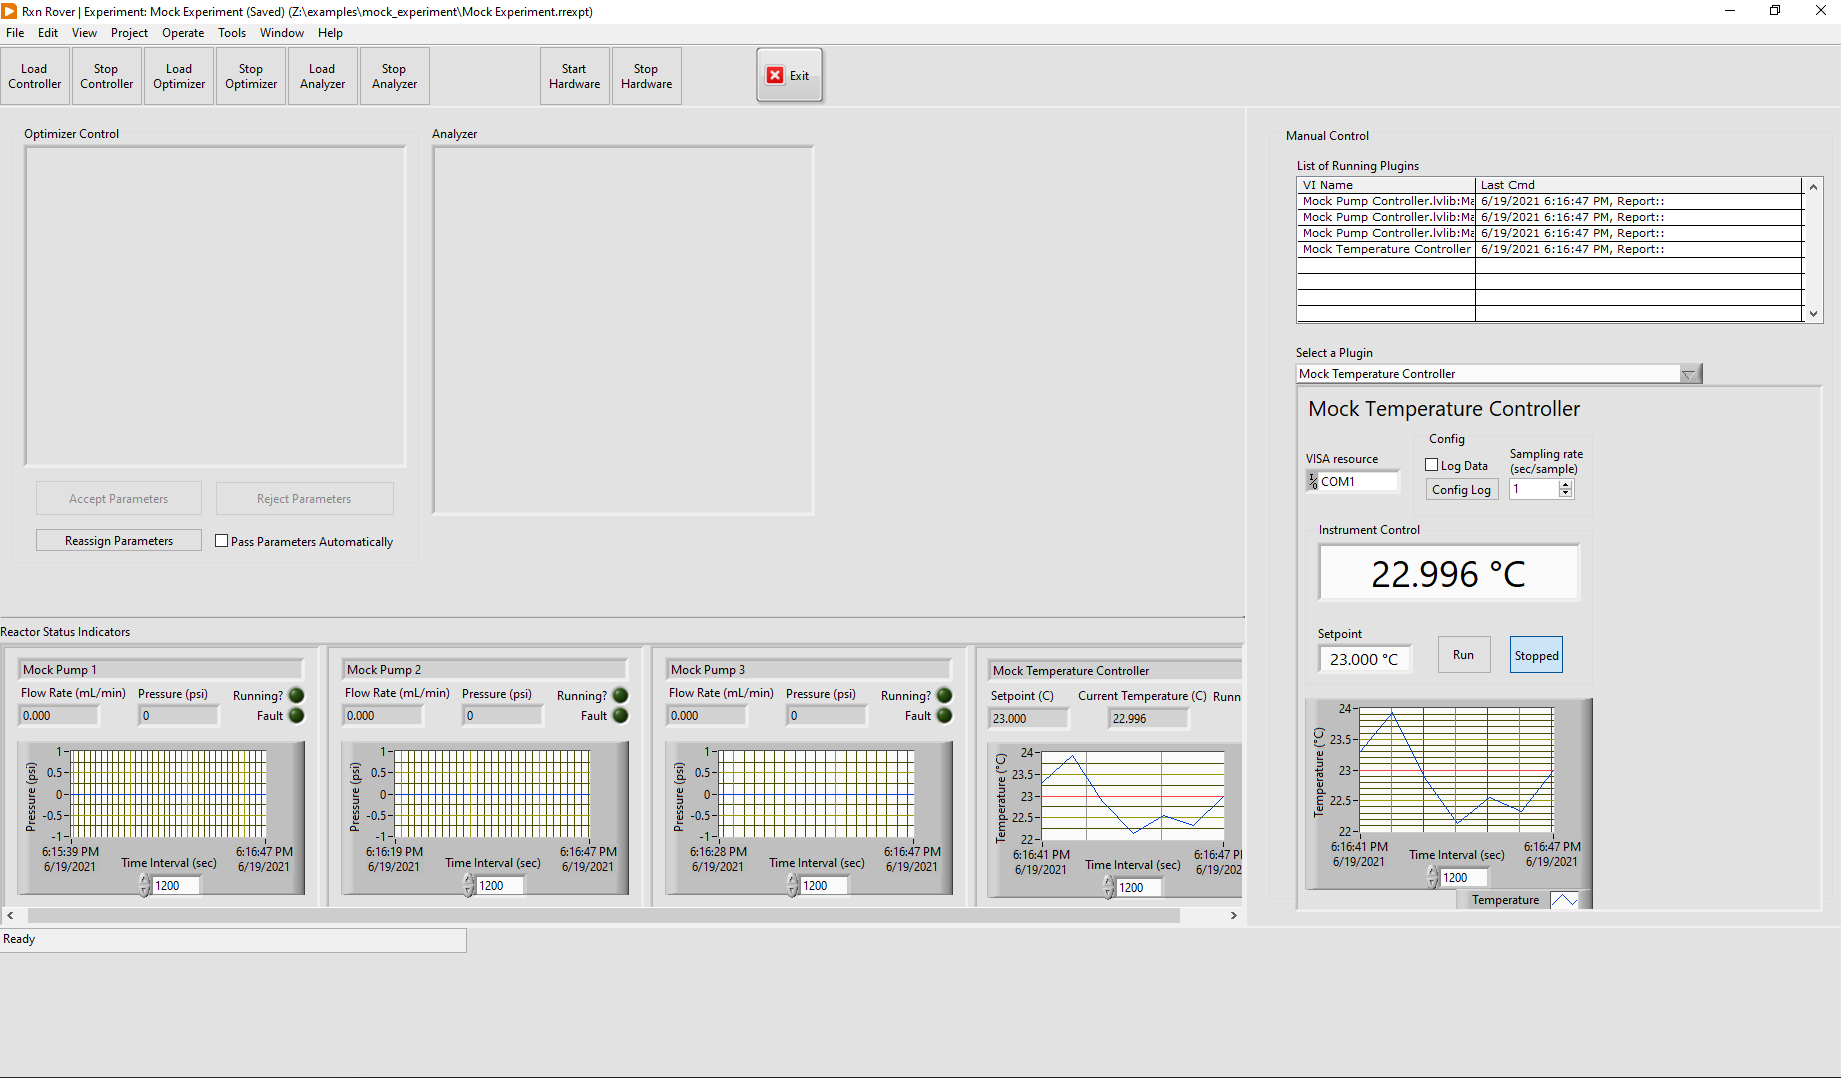 Rxn Rover | Experiment: Mock Experiment (Saved) (Z:\examples\mock_experiment\Mock Experiment.rrexpt)
File Edit View Project Operate Tools Window Help
Load Controller
Stop Controller
Load Optimizer
Stop Optimizer
Load Analyzer
Stop Analyzer
Start Hardware
Stop Hardware
Exit
Optimizer Control
Analyzer
Accept Parameters
Reject Parameters
Reassign Parameters
Pass Parameters Automatically
Manual Control
List of Running Plugins
VI Name Last Cmd
Mock Pump Controller.lvlib:Ma 6/19/2021 6:16:47 PM, Report::
Mock Pump Controller.lvlib:Ma 6/19/2021 6:16:47 PM, Report::
Mock Pump Controller.lvlib:Ma 6/19/2021 6:16:47 PM, Report::
Mock Temperature Controller 6/19/2021 6:16:47 PM, Report::
Select a Plugin
Mock Temperature Controller
Mock Temperature Controller
VISA resource
I/O COM1
Config
Log Data
Config Log
Sampling rate
(sec/sample)
1
Instrument Control
22.996 °C
Setpoint
23.000 °C
Run
Stopped
Temperature (°C)
24
23.5
23
22.5
22
6:16:41 PM
6/19/2021
Time Interval (sec)
1200
6:16:47 PM
6/19/2021
Temperature
Reactor Status Indicators
Mock Pump 1
Flow Rate (mL/min) Pressure (psi) Running?
0.000 0 Fault
Pressure (psi)
1
0.5
0
-0.5
-1
6:15:39 PM
6/19/2021
Time Interval (sec)
1200
6:16:47 PM
6/19/2021
Mock Pump 2
Flow Rate (mL/min) Pressure (psi) Running?
0.000 0 Fault
Pressure (psi)
1
0.5
0
-0.5
-1
6:16:19 PM
6/19/2021
Time Interval (sec)
1200
6:16:47 PM
6/19/2021
Mock Pump 3
Flow Rate (mL/min) Pressure (psi) Running?
0.000 0 Fault
Pressure (psi)
1
0.5
0
-0.5
-1
6:16:28 PM
6/19/2021
Time Interval (sec)
1200
6:16:47 PM
6/19/2021
Mock Temperature Controller
Setpoint (C) Current Temperature (C) Runn
23.000 22.996
Temperature (°C)
24
23.5
23
22.5
22
6:16:41 PM
6/19/2021
Time Interval (sec)
1200
6:16:47 P
6/19/202
Ready